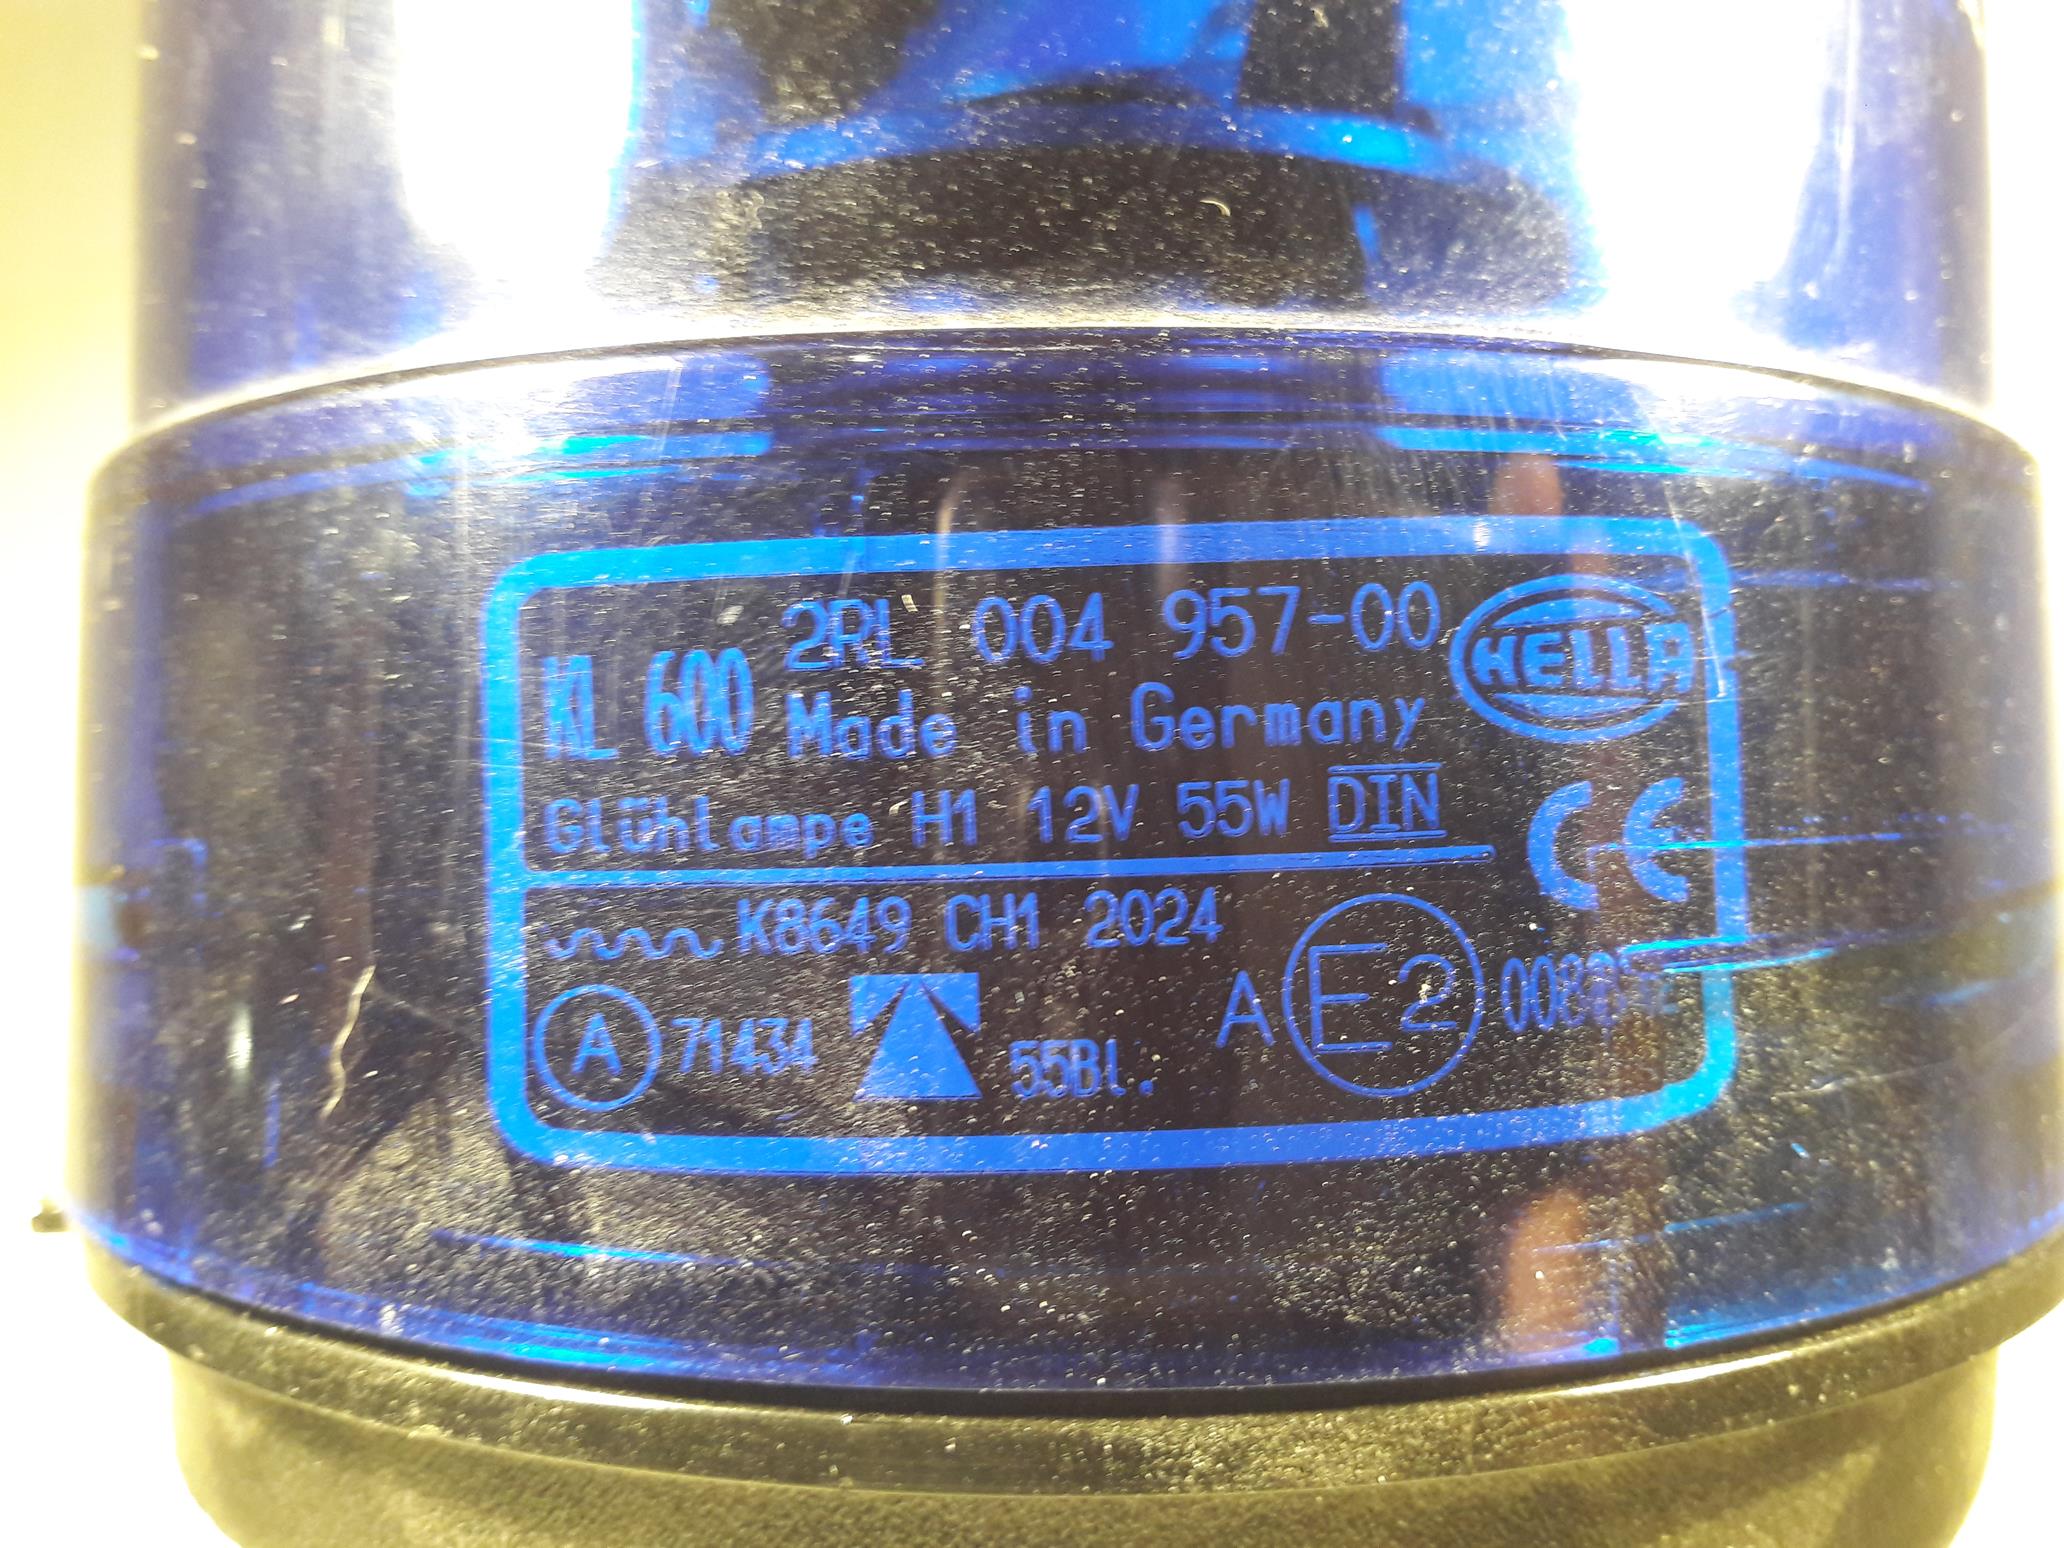 2RL 004 957-00
HELLA
KL 600
Made in Germany
Glühlampe H1 12V 55W DIN
CE
K8649 CH1 2024
A 71434
55Bl.
A E2